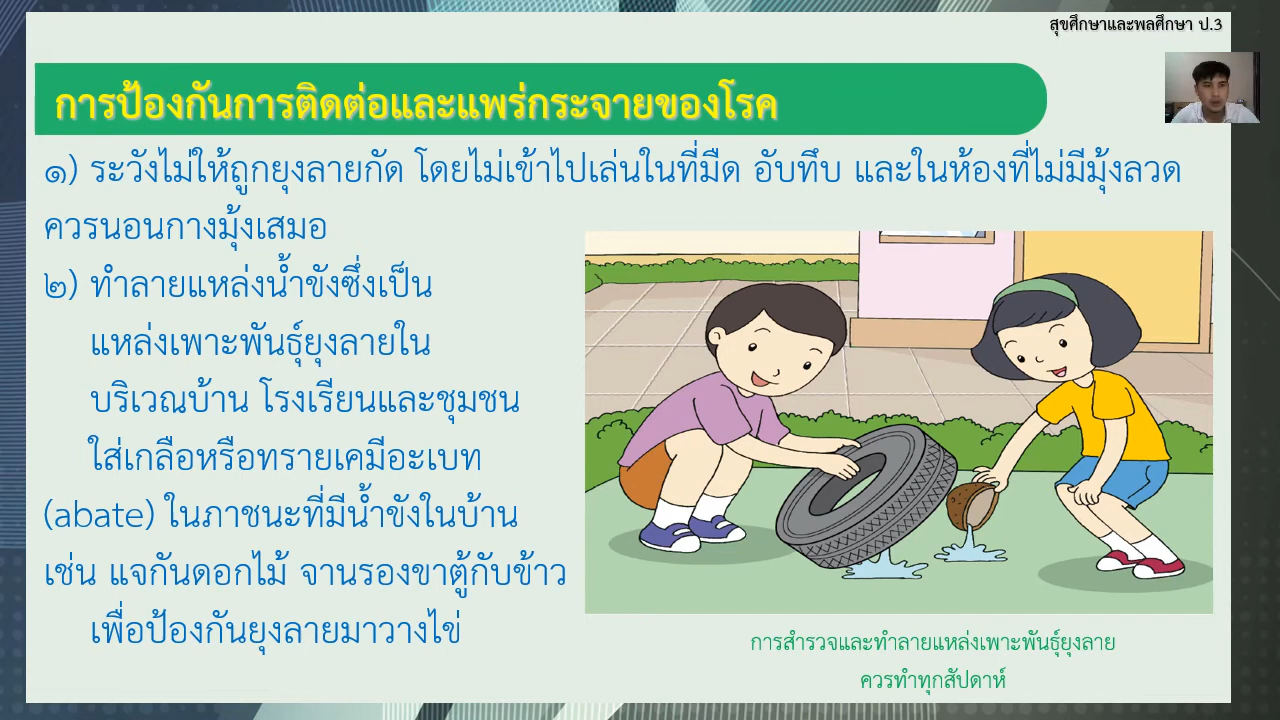 สุขศึกษาและพลศึกษา ป.3
การป้องกันการติดต่อและแพร่กระจายของโรค
๑) ระวังไม่ให้ถูกยุงลายกัด โดยไม่เข้าไปเล่นในที่มืด อับทึบ และในห้องที่ไม่มีมุ้งลวด
ควรนอนกางมุ้งเสมอ
๒) ทำลายแหล่งน้ำขังซึ่งเป็น
แหล่งเพาะพันธุ์ยุงลายใน
บริเวณบ้าน โรงเรียนและชุมชน
ใส่เกลือหรือทรายเคมีอะเบท
(abate) ในภาชนะที่มีน้ำขังในบ้าน
เช่น แจกันดอกไม้ จานรองขาตู้กับข้าว
เพื่อป้องกันยุงลายมาวางไข่
การสำรวจและทำลายแหล่งเพาะพันธุ์ยุงลาย
ควรทำทุกสัปดาห์